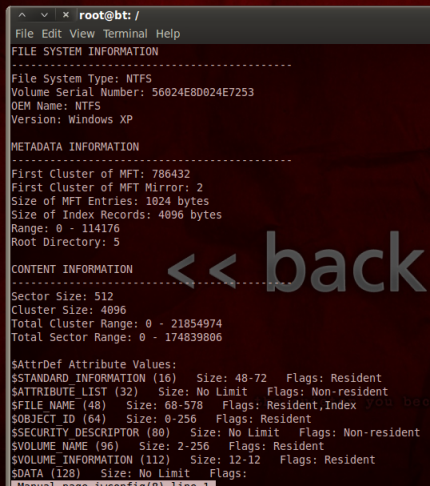 root@bt: /
File Edit View Terminal Help
FILE SYSTEM INFORMATION
--------------------------------------------
File System Type: NTFS
Volume Serial Number: 56024E8D024E7253
OEM Name: NTFS
Version: Windows XP
METADATA INFORMATION
--------------------------------------------
First Cluster of MFT: 786432
First Cluster of MFT Mirror: 2
Size of MFT Entries: 1024 bytes
Size of Index Records: 4096 bytes
Range: 0 - 114176
Root Directory: 5
<< back
CONTENT INFORMATION
--------------------------------------------
Sector Size: 512
Cluster Size: 4096
Total Cluster Range: 0 - 21854974
Total Sector Range: 0 - 174839806
$AttrDef Attribute Values:
$STANDARD_INFORMATION (16) Size: 48-72 Flags: Resident
$ATTRIBUTE_LIST (32) Size: No Limit Flags: Non-resident
$FILE_NAME (48) Size: 68-578 Flags: Resident,Index
$OBJECT_ID (64) Size: 0-256 Flags: Resident
$SECURITY_DESCRIPTOR (80) Size: No Limit Flags: Non-resident
$VOLUME_NAME (96) Size: 2-256 Flags: Resident
$VOLUME_INFORMATION (112) Size: 12-12 Flags: Resident
$DATA (128) Size: No Limit Flags:
Manual page iwconfig(8) line 1